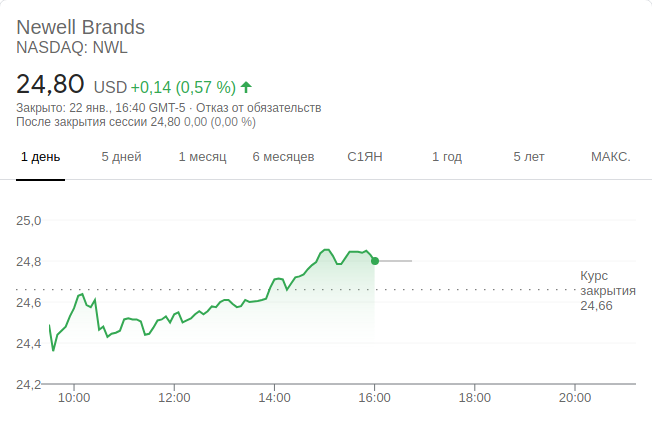 Newell Brands
NASDAQ: NWL
24,80 USD +0,14 (0,57 %)
Закрыто: 22 янв., 16:40 GMT-5 · Отказ от обязательств
После закрытия сессии 24,80 0,00 (0,00 %)
1 день 5 дней 1 месяц 6 месяцев С1ЯН 1 год 5 лет МАКС.
25,0
24,8
Курс
закрытия
24,66
24,6
24,4
24,2
10:00 12:00 14:00 16:00 18:00 20:00